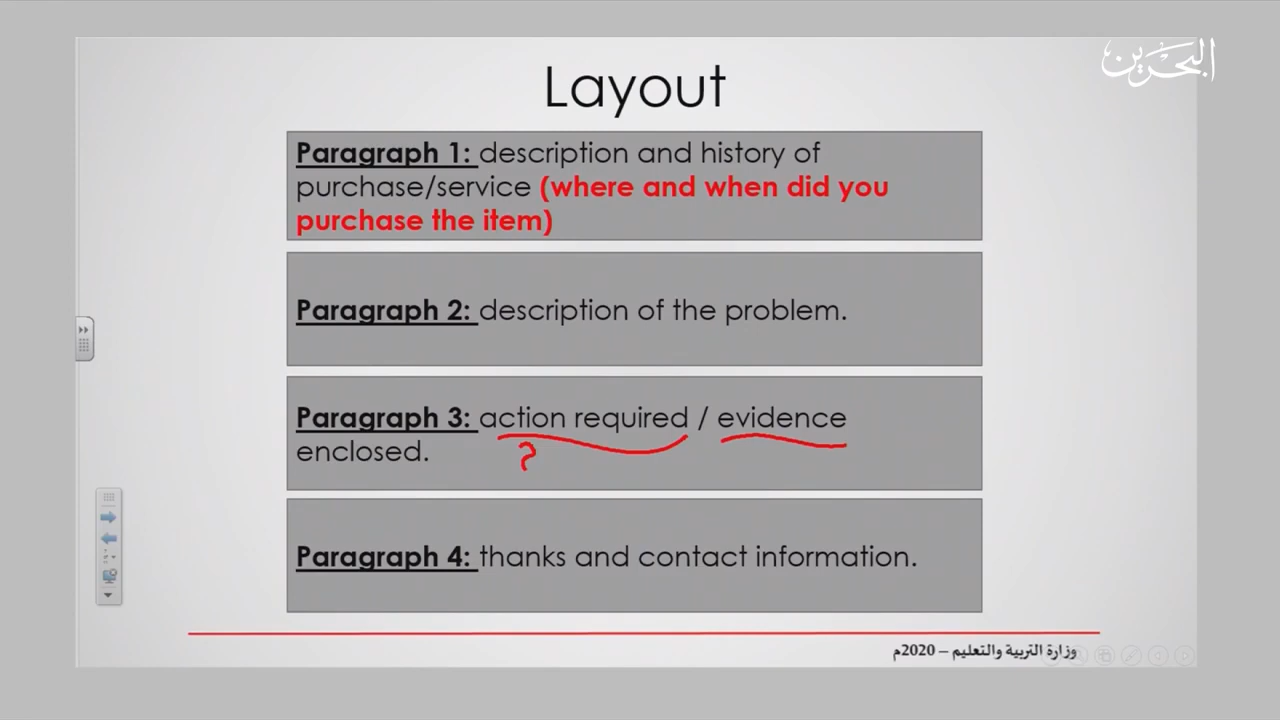 البحرين
Layout
Paragraph 1: description and history of
purchase/service (where and when did you
purchase the item)
Paragraph 2: description of the problem.
Paragraph 3: action required / evidence
?
enclosed.
Paragraph 4: thanks and contact information.
وزارة التربية والتعليم – 2020م